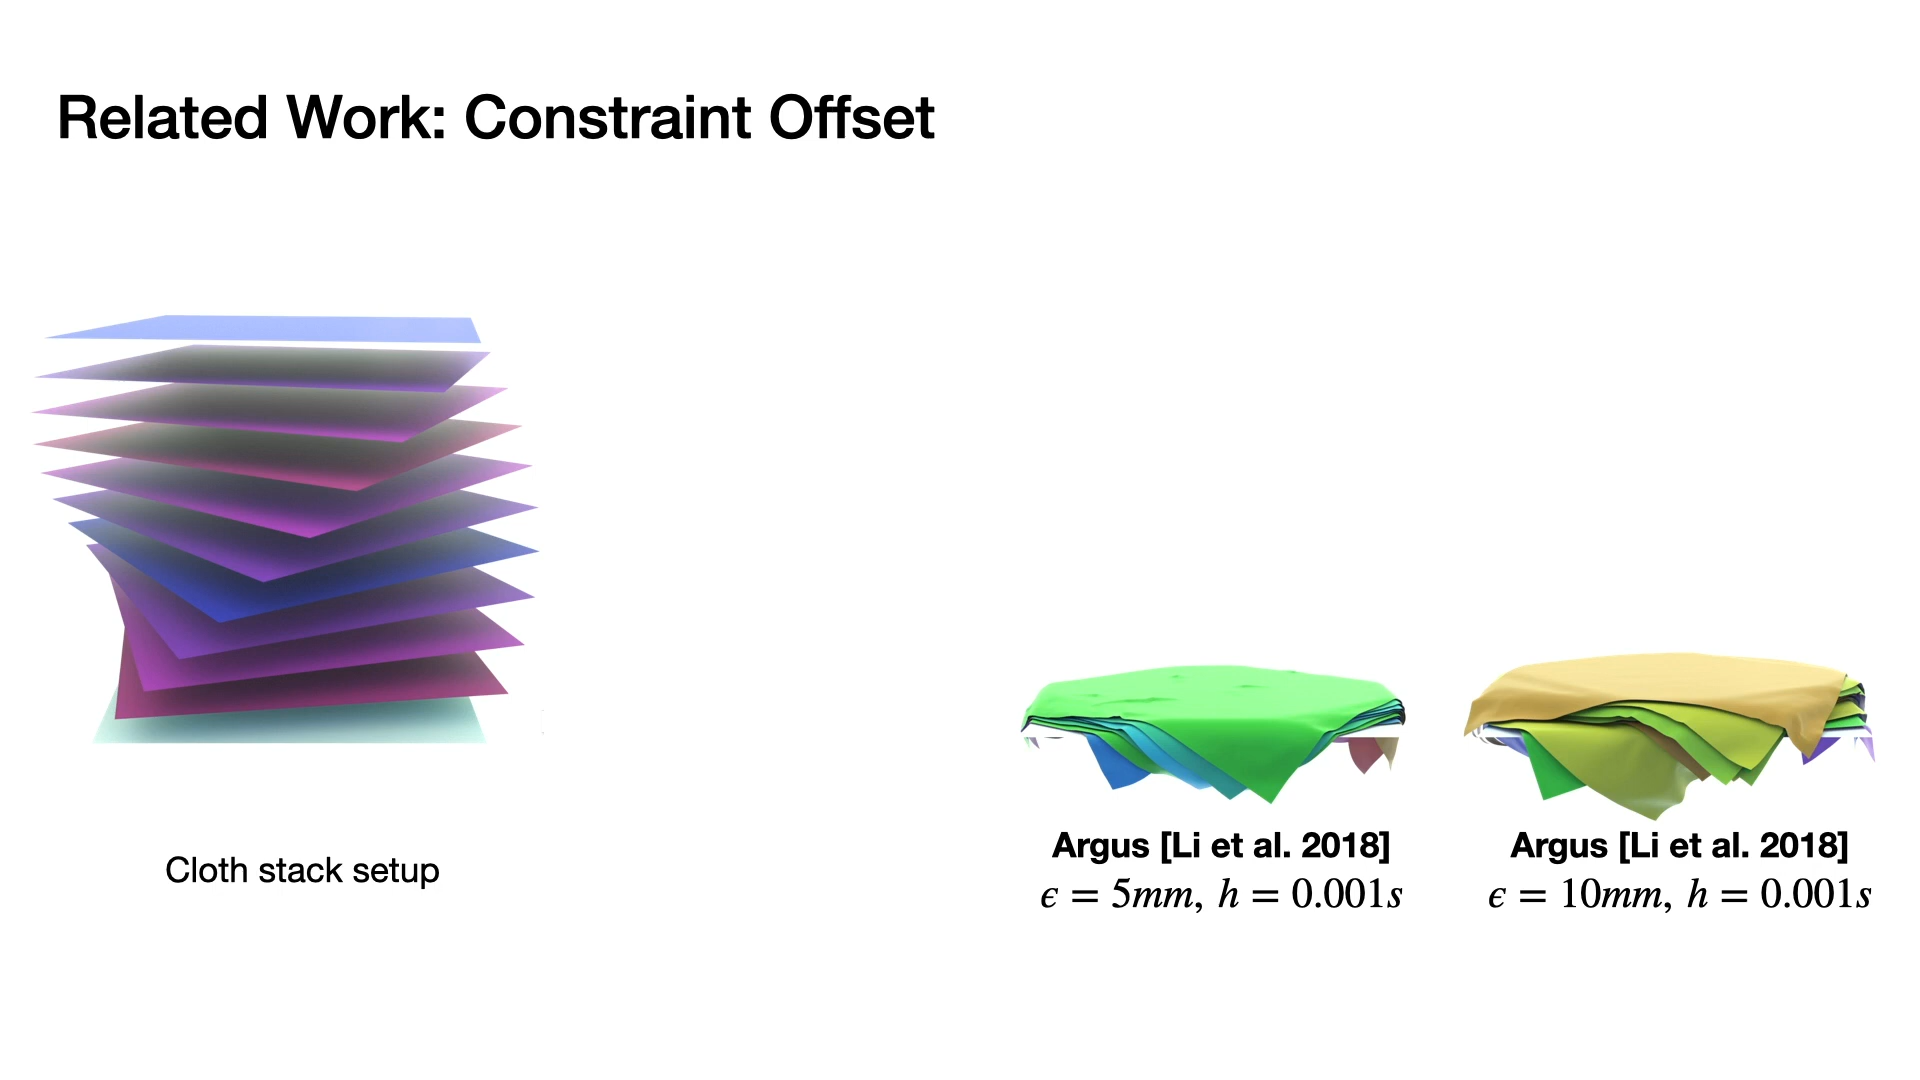 Related Work: Constraint Offset
Cloth stack setup
Argus [Li et al. 2018]
ϵ = 5mm, h = 0.001s
Argus [Li et al. 2018]
ϵ = 10mm, h = 0.001s